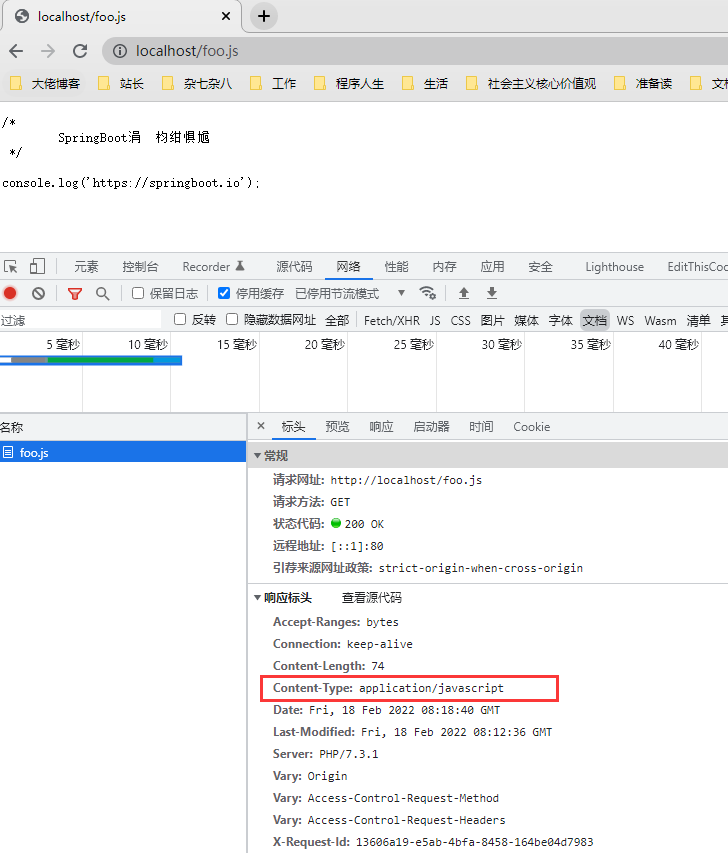 localhost/foo.js
localhost/foo.js
大佬博客 站长 杂七杂八 工作 程序人生 生活 社会主义核心价值观 准备读 文档
/*
SpringBoot涓 枃绀惧尯
*/
console.log('https://springboot.io');
元素 控制台 Recorder 源代码 网络 性能 内存 应用 安全 Lighthouse EditThisCoo
保留日志 停用缓存 已停用节流模式
过滤 反转 隐藏数据网址 全部 Fetch/XHR JS CSS 图片 媒体 字体 文档 WS Wasm 清单
5 毫秒 10 毫秒 15 毫秒 20 毫秒 25 毫秒 30 毫秒 35 毫秒 40 毫秒
名称
foo.js
标头 预览 响应 启动器 时间 Cookie
常规
请求网址: http://localhost/foo.js
请求方法: GET
状态代码: 200 OK
远程地址: [::1]:80
引荐来源网址政策: strict-origin-when-cross-origin
响应标头 查看源代码
Accept-Ranges: bytes
Connection: keep-alive
Content-Length: 74
Content-Type: application/javascript
Date: Fri, 18 Feb 2022 08:18:40 GMT
Last-Modified: Fri, 18 Feb 2022 08:12:36 GMT
Server: PHP/7.3.1
Vary: Origin
Vary: Access-Control-Request-Method
Vary: Access-Control-Request-Headers
X-Request-Id: 13606a19-e5ab-4bfa-8458-164be04d7983